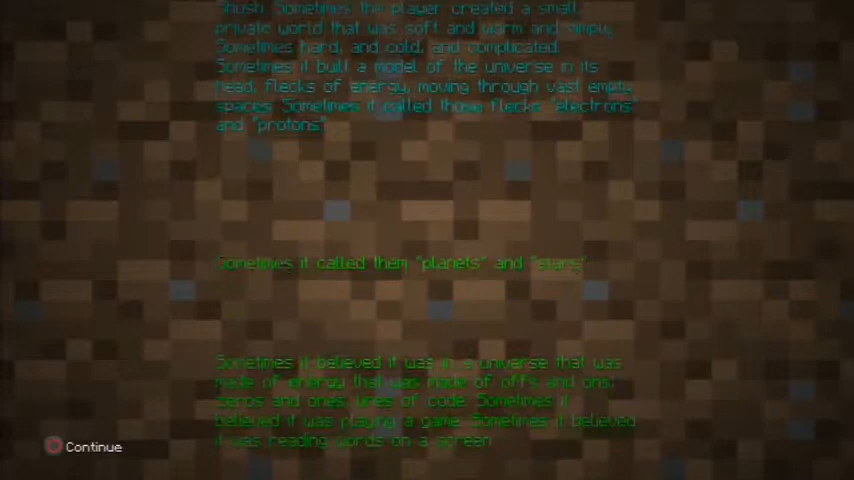 Shush. Sometimes the player created a small,
private world that was soft and warm and simple.
Sometimes hard, and cold, and complicated.
Sometimes it built a model of the universe in its
head; flecks of energy, moving through vast empty
spaces. Sometimes it called those flecks "electrons"
and "protons".
Sometimes it called them "planets" and "stars".
Sometimes it believed it was in a universe that was
made of energy that was made of offs and ons;
zeros and ones; lines of code. Sometimes it
believed it was playing a game. Sometimes it believed
it was reading words on a screen.
Continue